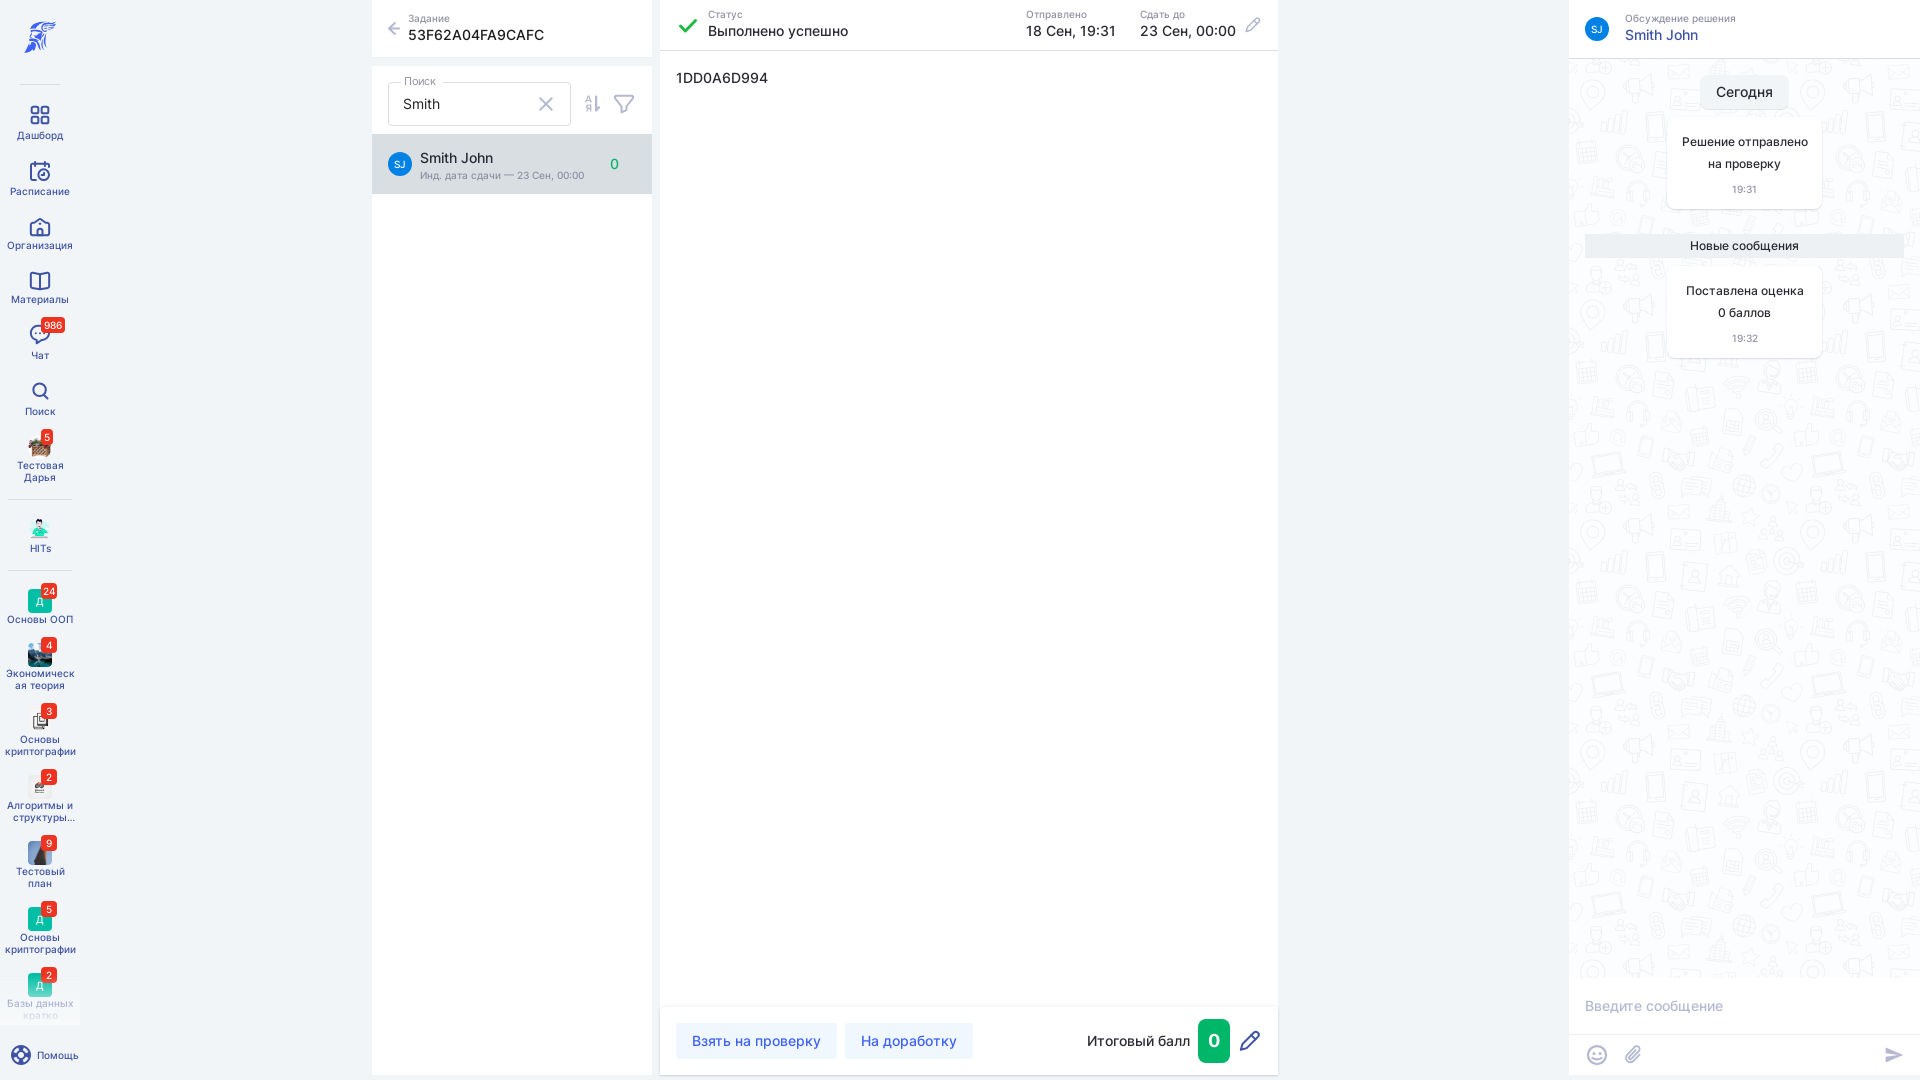 Дашборд
Расписание
Организация
Материалы
986
Чат
Поиск
5
Тестовая
Дарья
HITs
24
Д
Основы ООП
4
Экономическ
ая теория
3
Основы
криптографии
2
Алгоритмы и
структуры...
9
Тестовый
план
5
Д
Основы
криптографии
2
Д
Базы данных
кратко
Помощь
Задание
53F62A04FA9CAFC
Поиск
Smith
АЯ
SJ
Smith John
Инд. дата сдачи — 23 Сен, 00:00
0
Статус
Выполнено успешно
Отправлено
18 Сен, 19:31
Сдать до
23 Сен, 00:00
1DD0A6D994
Взять на проверку
На доработку
Итоговый балл
0
SJ
Обсуждение решения
Smith John
Сегодня
Решение отправлено
на проверку
19:31
Новые сообщения
Поставлена оценка
0 баллов
19:32
Введите сообщение